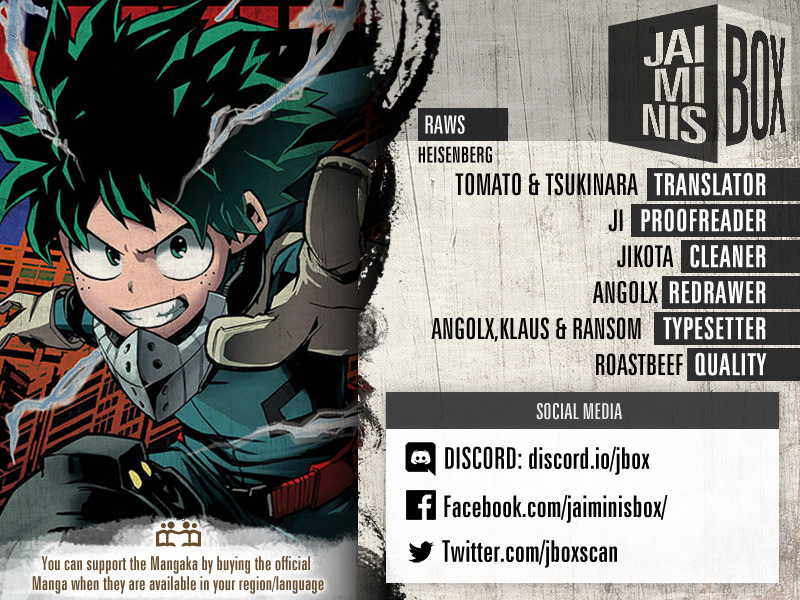 JAI
MI
NIS
BOX
RAWS
HEISENBERG
TOMATO & TSUKINARA TRANSLATOR
JI PROOFREADER
JIKOTA CLEANER
ANGOLX REDRAWER
ANGOLX,KLAUS & RANSOM TYPESETTER
ROASTBEEF QUALITY
SOCIAL MEDIA
DISCORD: discord.io/jbox
Facebook.com/jaiminisbox/
Twitter.com/jboxscan
You can support the Mangaka by buying the official
Manga when they are available in your region/language